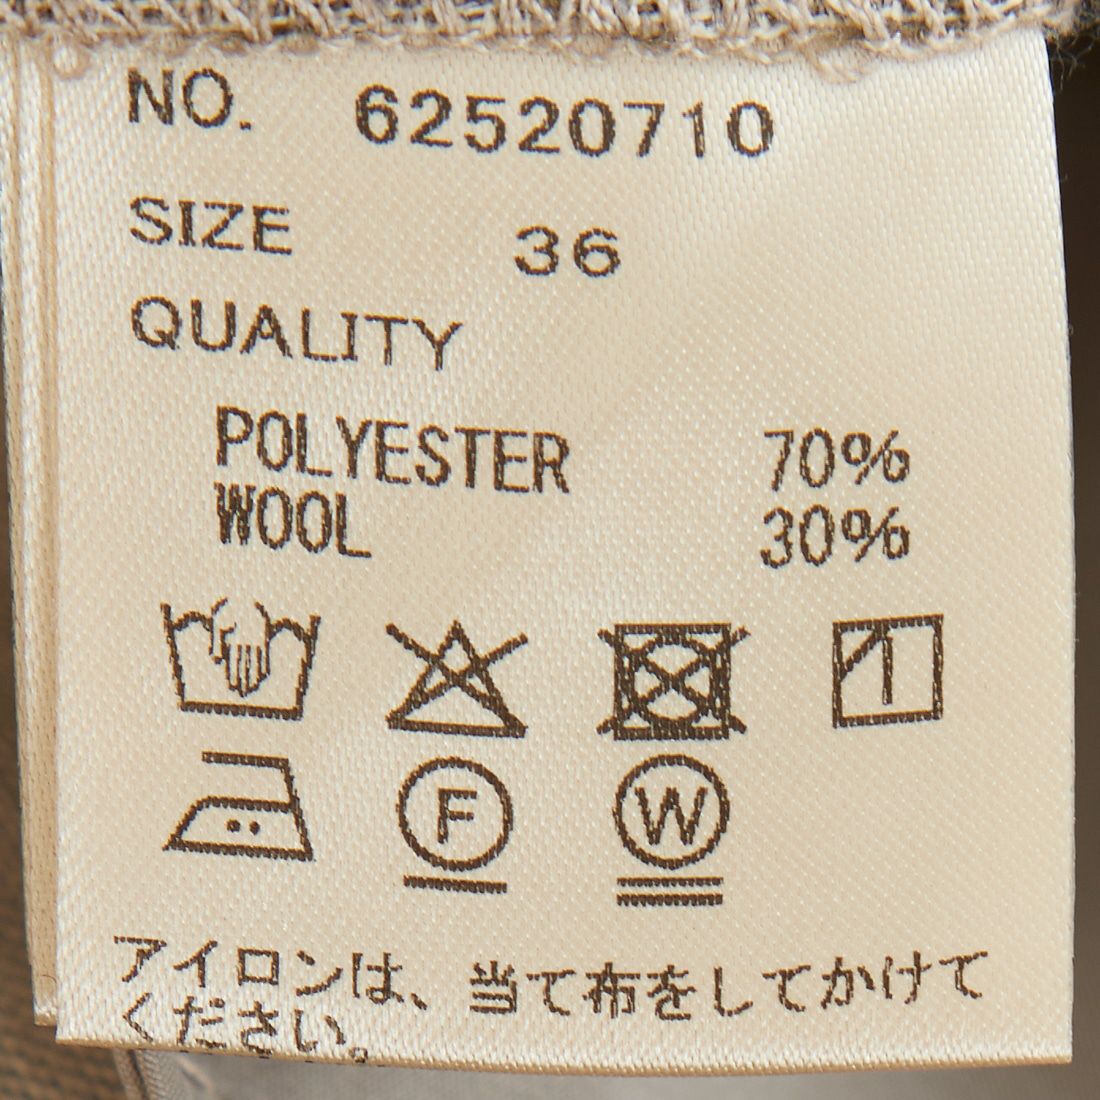 NO. 62520710
SIZE 36
QUALITY
POLYESTER 70%
WOOL 30%
F W
アイロンは、当て布をしてかけて
ください。